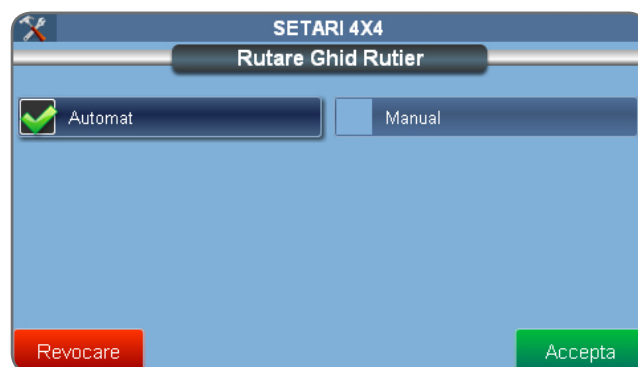 SETARI 4X4
Rutare Ghid Rutier
Automat
Manual
Revocare
Accepta